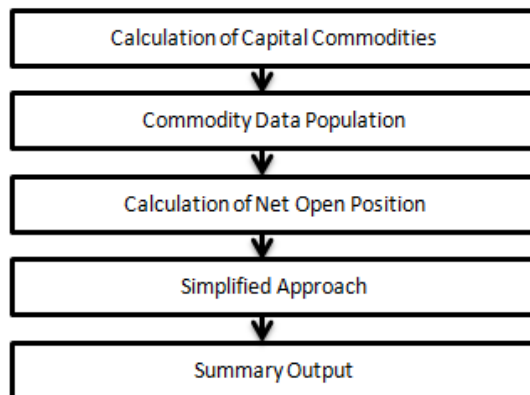 Calculation of Capital Commodities
Commodity Data Population
Calculation of Net Open Position
Simplified Approach
Summary Output